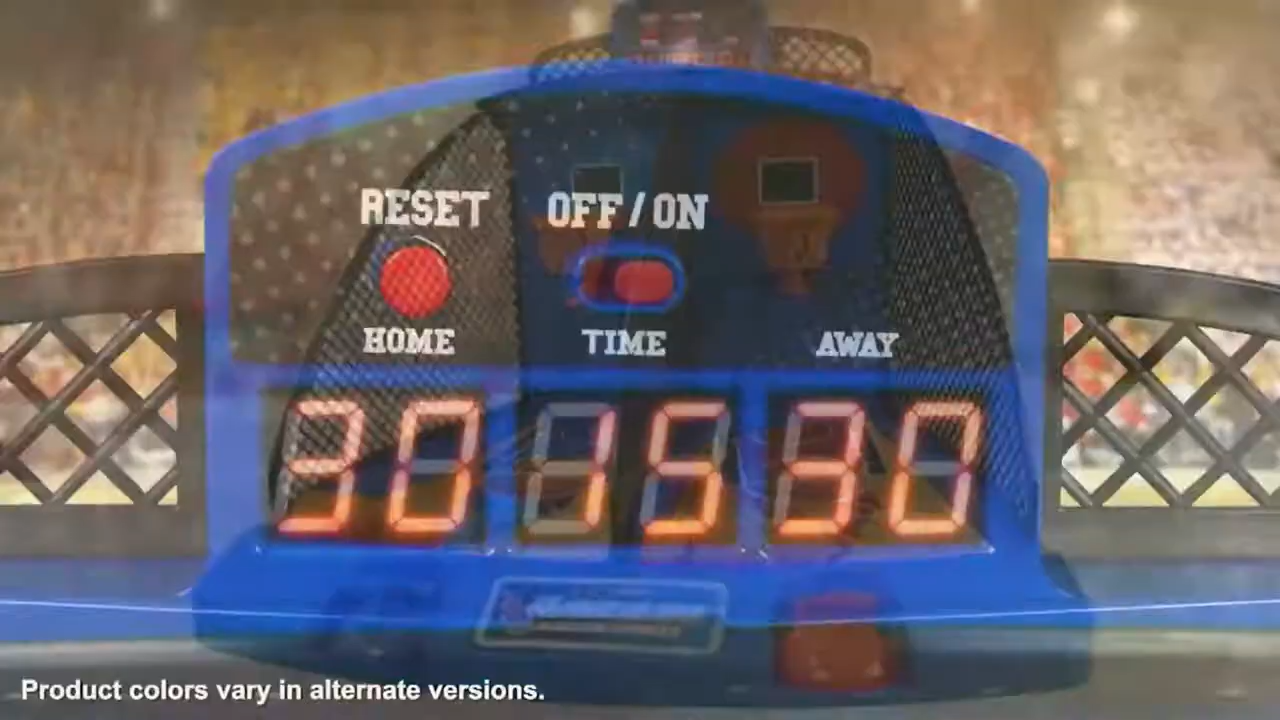 RESET OFF / ON
HOME TIME AWAY
30 15 30
Product colors vary in alternate versions.